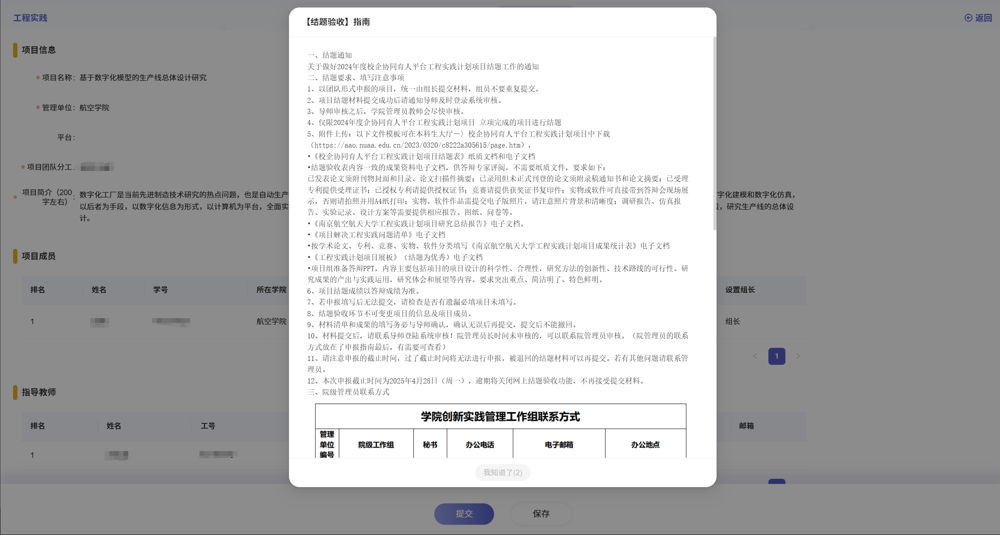 工程实践
返回
项目信息
* 项目名称: 基于数字化模型的生产线总体设计研究
* 管理单位: 航空学院
平台:
* 项目团队分工:
* 项目简介（200字左右）:
数字化工厂是当前先进制造技术研究的热点问题，也是自动生产
字化建模和数字化仿真，
以后者为手段，以数字化信息为形式，以计算机为平台，全面实
，研究生产线的总体设
计。
项目成员
排名 姓名 学号 所在学院 设置组长
1 航空学院 组长
1
指导教师
排名 姓名 工号 邮箱
1
【结题验收】指南
一、结题通知
关于做好2024年度校企协同育人平台工程实践计划项目结题工作的通知
二、结题要求、填写注意事项
1、以团队形式申报的项目，统一由组长提交材料，组员不要重复提交。
2、项目结题材料提交成功后请通知导师及时登录系统审核。
3、导师审核之后，学院管理员教师会尽快审核。
4、仅限2024年度企协同育人平台工程实践计划项目 立项完成的项目进行结题
5、附件上传：以下文件模板可在本科生大厅－〉校企协同育人平台工程实践计划项目中下载
（https://aao.nuaa.edu.cn/2023/0320/c8222a305615/page.htm），
•《校企协同育人平台工程实践计划项目结题表》纸质文档和电子文档
•结题验收表内容一致的成果资料电子文档，供答辩专家评阅，不需要纸质文件，要求如下：
已发表论文须附刊物封面和目录、论文扫描件摘要；已录用但未正式刊登的论文须附录稿通知书和论文摘要；已受理
专利提供受理证书；已授权专利请提供授权证书；竞赛请提供获奖证书复印件；实物或软件可直接带到答辩会现场展
示，否则请拍照并用A4纸打印；实物、软件作品需提交电子版照片，请注意照片背景和清晰度；调研报告、仿真报
告、实验记录、设计方案等需要提供相应报告、图纸、问卷等。
•《南京航空航天大学工程实践计划项目研究总结报告》电子文档。
•《项目解决工程实践问题清单》电子文档
•按学术论文、专利、竞赛、实物、软件分类填写《南京航空航天大学工程实践计划项目成果统计表》电子文档
•《工程实践计划项目展板》（结题为优秀）电子文档
•项目组准备答辩PPT，内容主要包括项目的项目设计的科学性、合理性，研究方法的创新性、技术路线的可行性、研
究成果的产出与实践运用，研究体会和展望等内容。要求突出重点、简洁明了、特色鲜明。
6、项目结题成绩以答辩成绩为准。
7、若申报填写后无法提交，请检查是否有遗漏必填项目未填写。
8、结题验收环节不可变更项目的信息及项目成员。
9、材料清单和成果的填写务必与导师确认，确认无误后再提交，提交后不能撤回。
10、材料提交后，请联系导师登陆系统审核！院管理员长时间未审核的，可以联系院管理员审核。（院管理员的联系
方式放在了申报指南最后，有需要可查看）
11、请注意申报的截止时间，过了截止时间将无法进行申报，被退回的结题材料可以再提交。若有其他问题请联系管
理员。
12、本次申报截止时间为2025年4月28日（周一），逾期将关闭网上结题验收功能，不再接受提交材料。
三、院级管理员联系方式
学院创新实践管理工作组联系方式
管理单位编号 院级工作组 秘书 办公电话 电子邮箱 办公地点
我知道了(2)
提交 保存